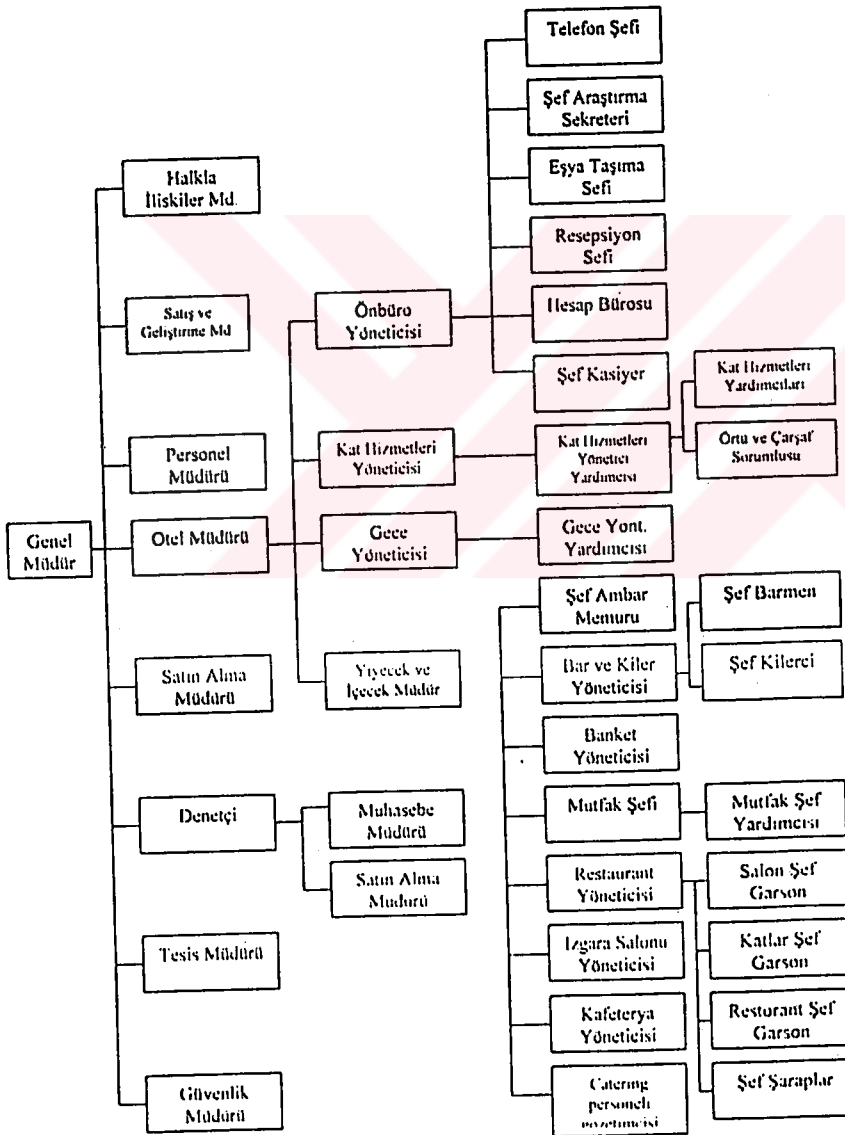 Telefon Şefi
Şef Araştırma
Sekreteri
Eşya Taşıma
Sefi
Resepsiyon
Sefi
Hesap Bürosu
Şef Kasiyer
Halkla
İliskiler Md.
Satış ve
Geliştirme Md
Personel
Müdürü
Genel
Müdür
Otel Müdürü
Satın Alma
Müdürü
Denetçi
Tesis Müdürü
Güvenlik
Müdürü
Önbüro
Yöneticisi
Kat Hizmetleri
Yöneticisi
Gece
Yöneticisi
Yiyecek ve
İçecek Müdür
Muhasebe
Müdürü
Satın Alma
Müdürü
Kat Hizmetleri
Yönetici
Yardımcısı
Kat Hizmetleri
Yardımcıları
Örtü ve Çarşaf
Sorumlusu
Gece Yont.
Yardımcısı
Şef Ambar
Memuru
Bar ve Kiler
Yöneticisi
Şef Barmen
Şef Kilerci
Banket
Yöneticisi
Mutfak Şefi
Mutfak Şef
Yardımcısı
Restaurant
Yöneticisi
Salon Şef
Garson
Izgara Salonu
Yöneticisi
Katlar Şef
Garson
Kafeterya
Yöneticisi
Restorant Şef
Garson
Catering
personeli
Şef Şaraplar